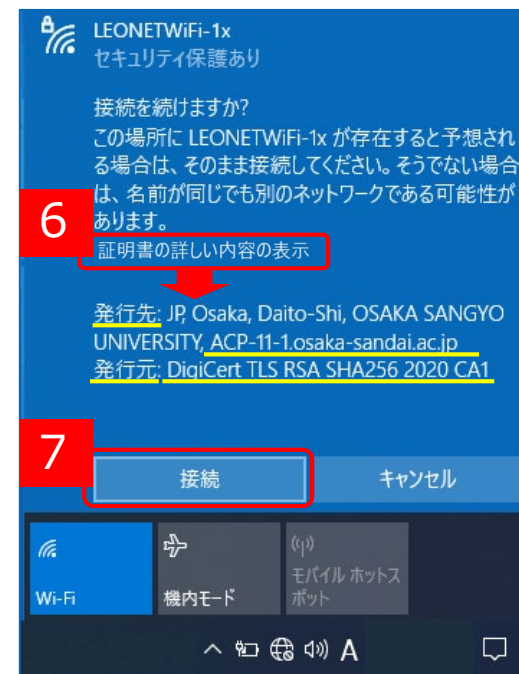 LEONETWiFi-1x
セキュリティ保護あり
接続を続けますか?
この場所に LEONETWiFi-1x が存在すると予想され
る場合は、そのまま接続してください。そうでない場合
は、名前が同じでも別のネットワークである可能性が
あります。
6
証明書の詳しい内容の表示
発行先: JP, Osaka, Daito-Shi, OSAKA SANGYO
UNIVERSITY, ACP-11-1.osaka-sandai.ac.jp
発行元: DigiCert TLS RSA SHA256 2020 CA1
7
接続 キャンセル
Wi-Fi 機内モード モバイル ホットス
ポット
A